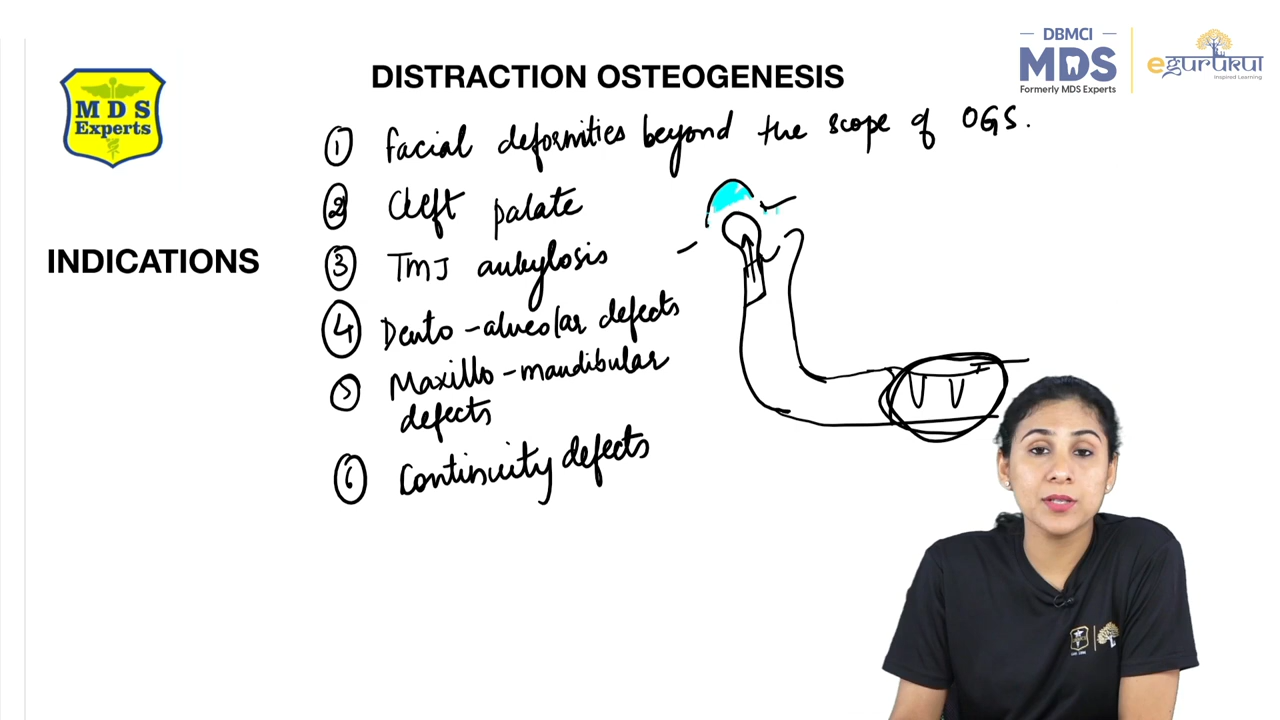 DBMCI
MDS
Formerly MDS Experts
egurukul
Inspired Learning
MDS
Experts
DISTRACTION OSTEOGENESIS
INDICATIONS
① Facial deformities beyond the scope of OGS.
② Cleft palate
③ TMJ ankylosis
④ Dento-alveolar defects
⑤ Maxillo-mandibular
defects
⑥ Continuity defects